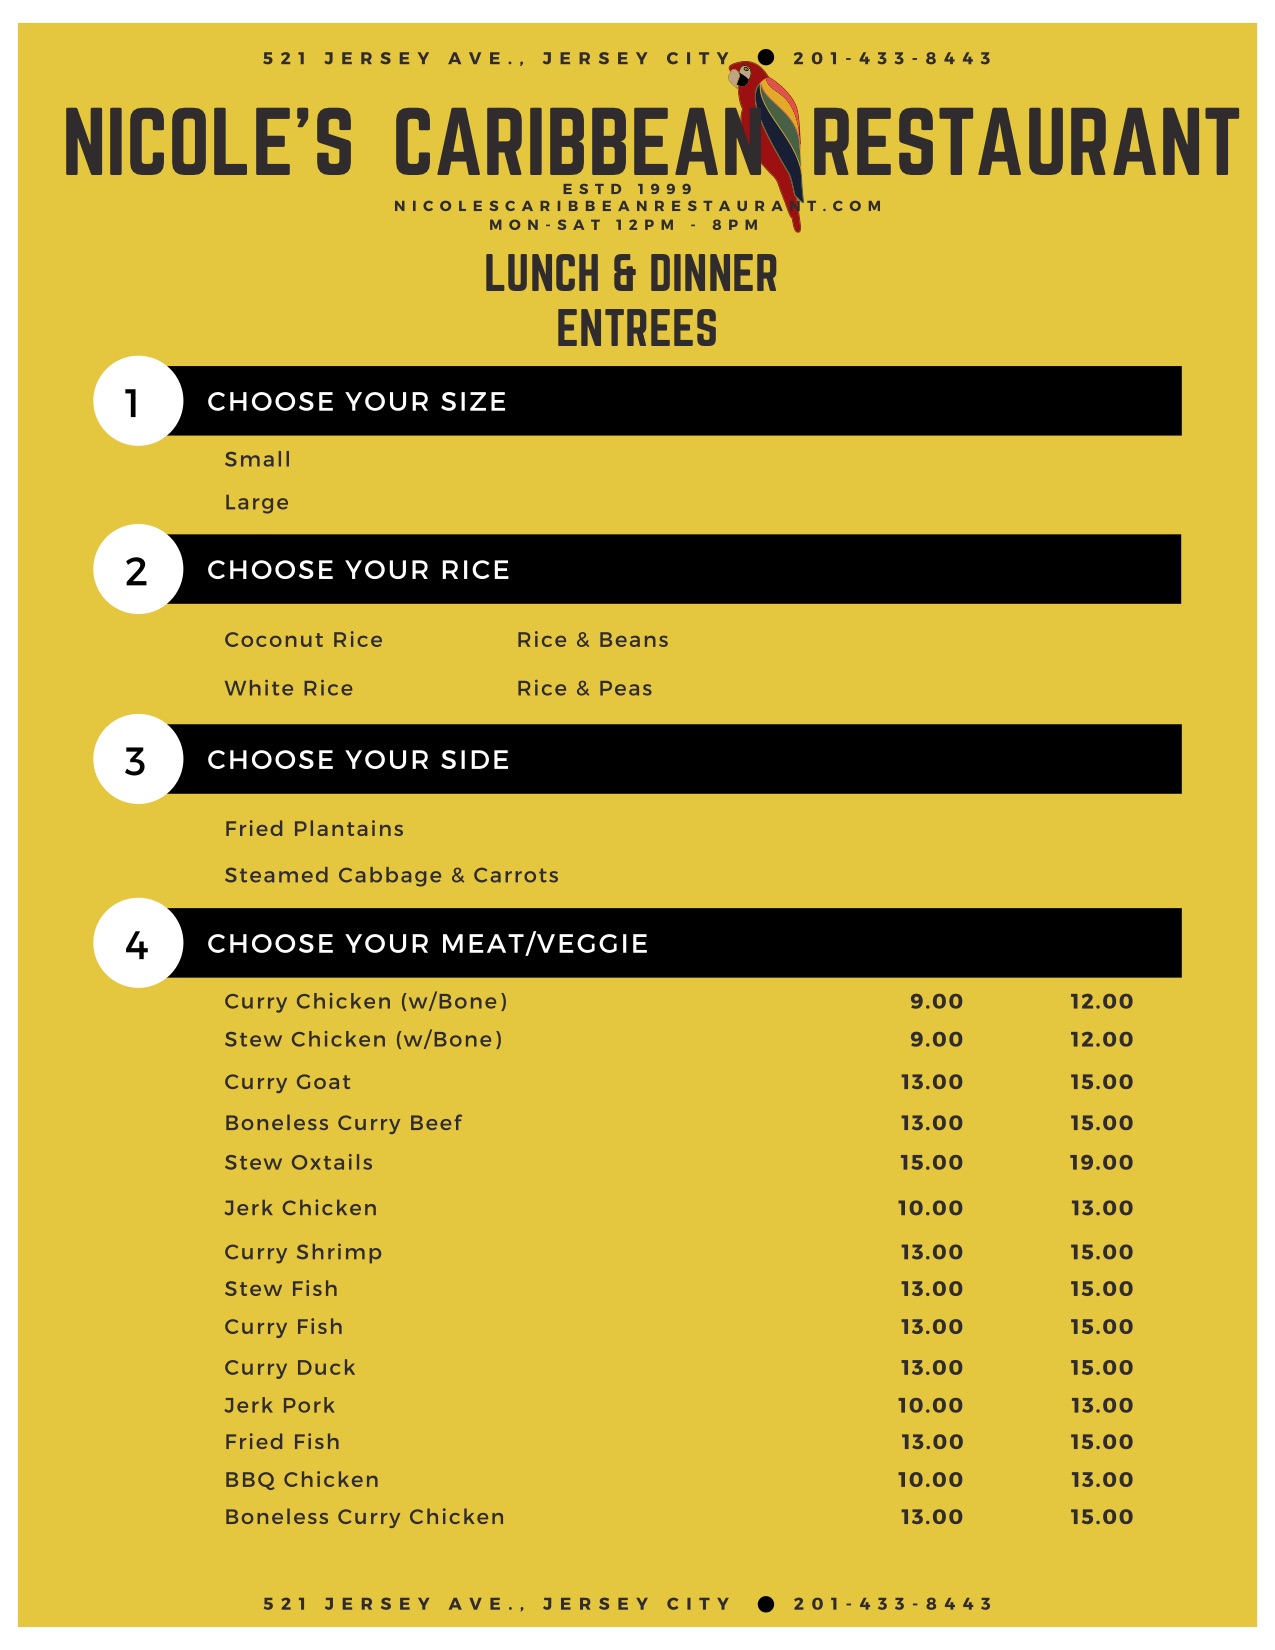 521 JERSEY AVE., JERSEY CITY ● 201-433-8443
NICOLE'S CARIBBEAN RESTAURANT
ESTD 1999
NICOLESCARIBBEANRESTAURANT.COM
MON-SAT 12PM - 8PM
LUNCH & DINNER
ENTREES
1 CHOOSE YOUR SIZE
Small
Large
2 CHOOSE YOUR RICE
Coconut Rice Rice & Beans
White Rice Rice & Peas
3 CHOOSE YOUR SIDE
Fried Plantains
Steamed Cabbage & Carrots
4 CHOOSE YOUR MEAT/VEGGIE
Curry Chicken (w/Bone) 9.00 12.00
Stew Chicken (w/Bone) 9.00 12.00
Curry Goat 13.00 15.00
Boneless Curry Beef 13.00 15.00
Stew Oxtails 15.00 19.00
Jerk Chicken 10.00 13.00
Curry Shrimp 13.00 15.00
Stew Fish 13.00 15.00
Curry Fish 13.00 15.00
Curry Duck 13.00 15.00
Jerk Pork 10.00 13.00
Fried Fish 13.00 15.00
BBQ Chicken 10.00 13.00
Boneless Curry Chicken 13.00 15.00
521 JERSEY AVE., JERSEY CITY ● 201-433-8443